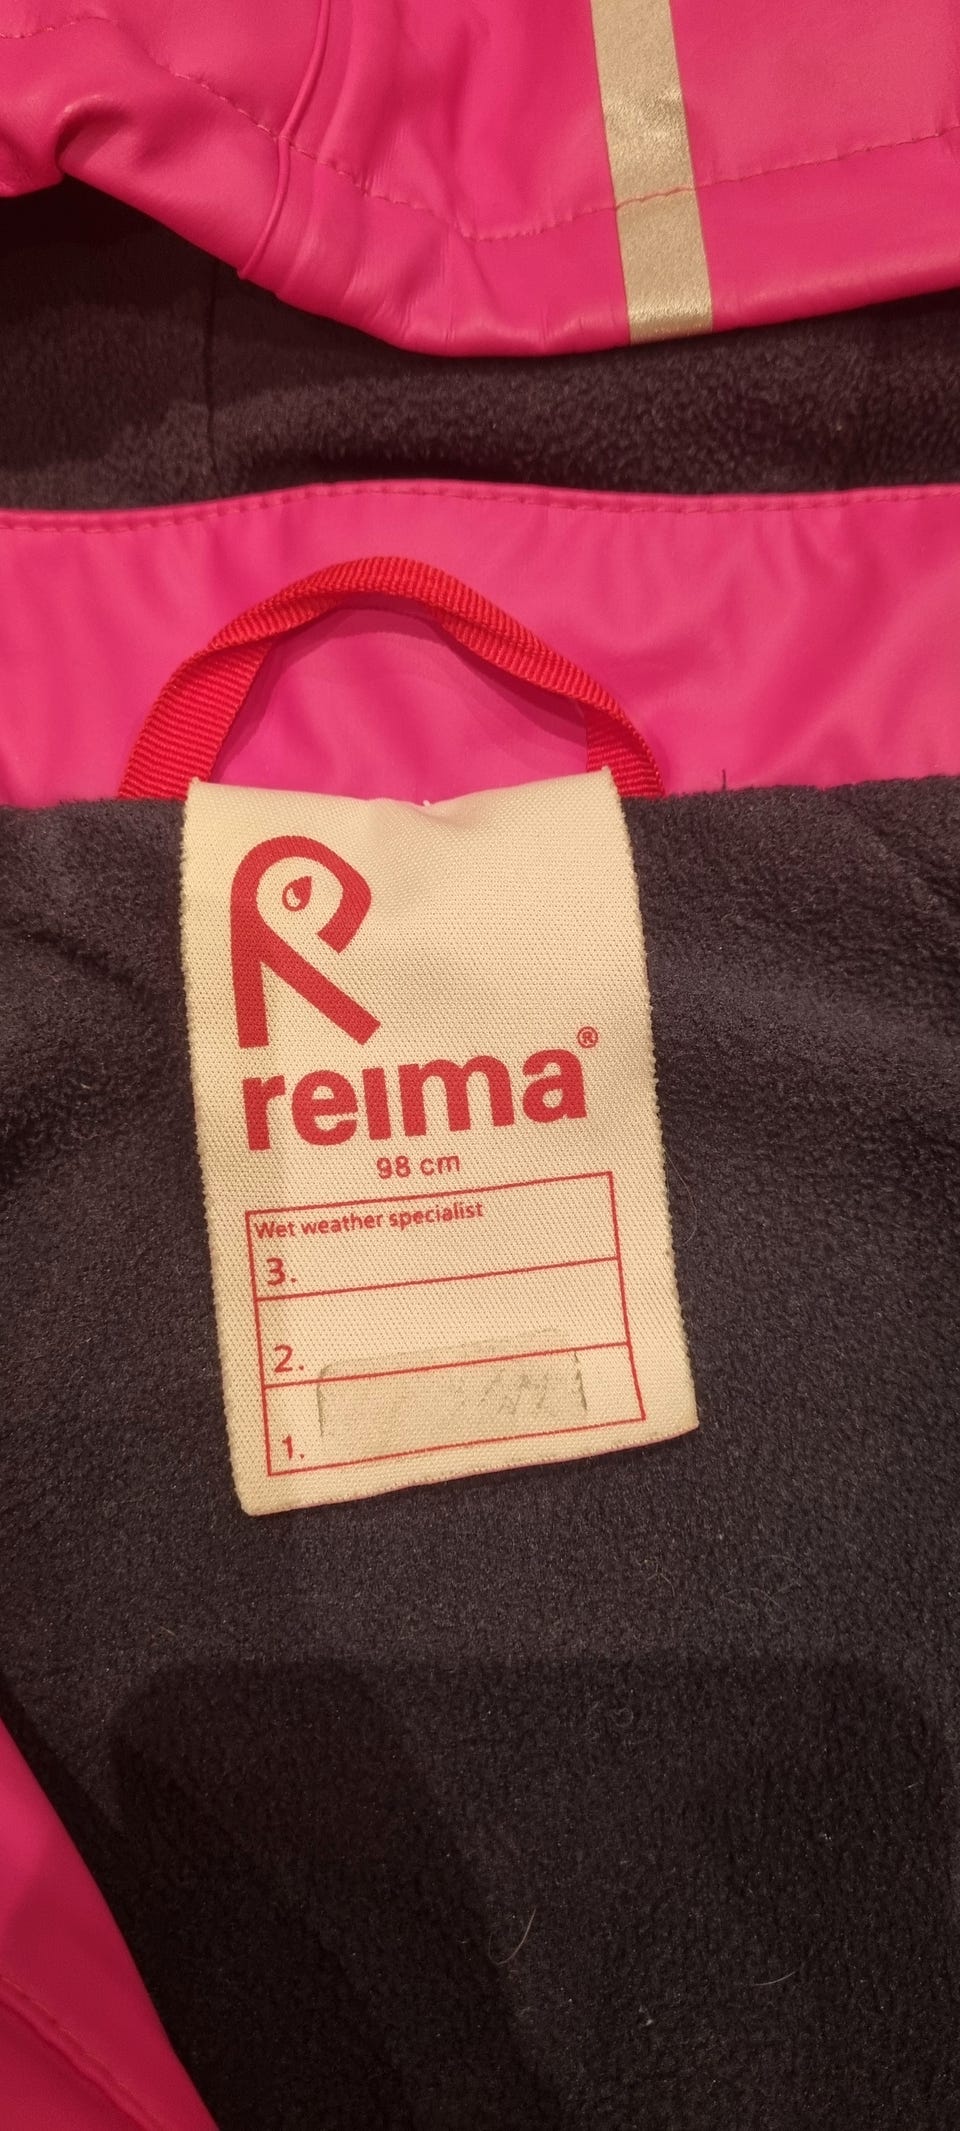 reima®
98 cm
Wet weather specialist
3.
2.
1.